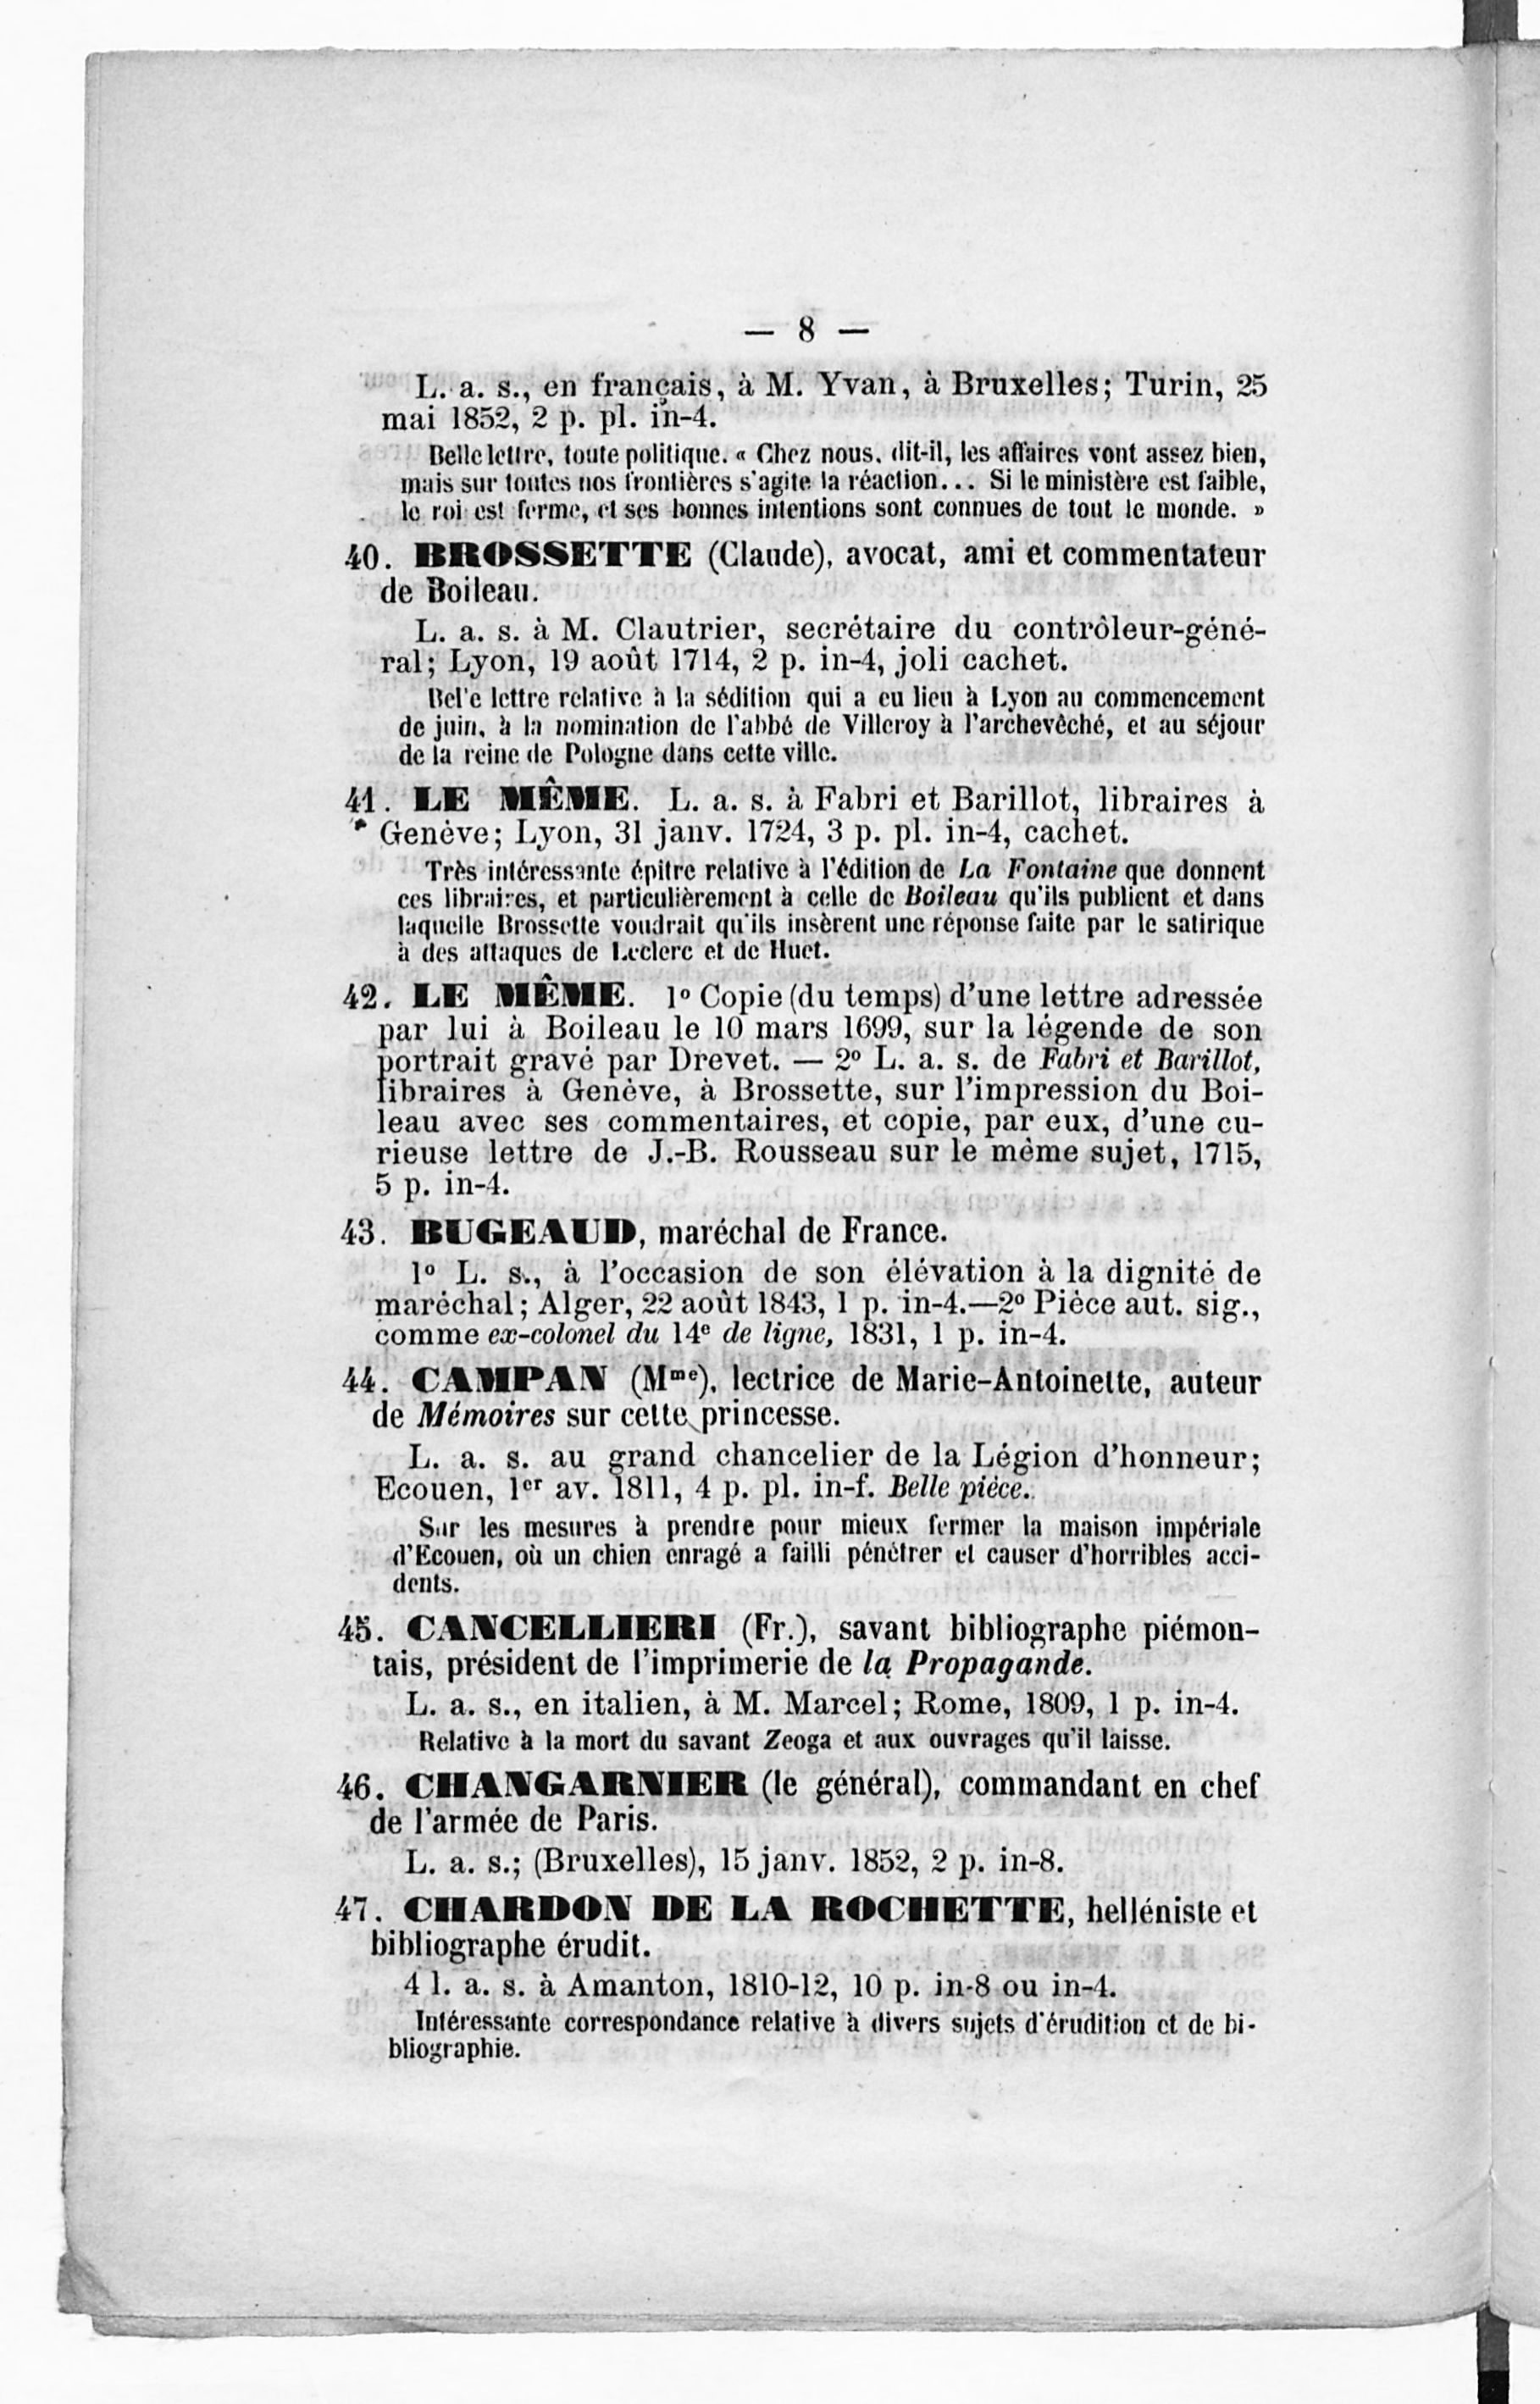 — 8 —
L. a. s., en français, à M. Yvan, à Bruxelles; Turin, 25
mai 1852, 2 p. pl. in-4.
Belle lettre, toute politique. « Chez nous, dit-il, les affaires vont assez bien,
mais sur toutes nos frontières s'agite la réaction... Si le ministère est faible,
le roi est ferme, et ses bonnes intentions sont connues de tout le monde. »
40. BROSSETTE (Claude), avocat, ami et commentateur
de Boileau.
L. a. s. à M. Clautrier, secrétaire du contrôleur-géné-
ral; Lyon, 19 août 1714, 2 p. in-4, joli cachet.
Bel'e lettre relative à la sédition qui a eu lieu à Lyon au commencement
de juin, à la nomination de l'abbé de Villeroy à l'archevêché, et au séjour
de la reine de Pologne dans cette ville.
41. LE MÊME. L. a. s. à Fabri et Barillot, libraires à
Genève; Lyon, 31 janv. 1724, 3 p. pl. in-4, cachet.
Très intéressante épitre relative à l'édition de La Fontaine que donnent
ces libraires, et particulièrement à celle de Boileau qu'ils publient et dans
laquelle Brossette voudrait qu'ils insèrent une réponse faite par le satirique
à des attaques de Leclerc et de Huet.
42. LE MÊME. 1º Copie (du temps) d'une lettre adressée
par lui à Boileau le 10 mars 1699, sur la légende de son
portrait gravé par Drevet. — 2º L. a. s. de Fabri et Barillot,
libraires à Genève, à Brossette, sur l'impression du Boi-
leau avec ses commentaires, et copie, par eux, d'une cu-
rieuse lettre de J.-B. Rousseau sur le même sujet, 1715,
5 p. in-4.
43. BUGEAUD, maréchal de France.
1º L. s., à l'occasion de son élévation à la dignité de
maréchal; Alger, 22 août 1843, 1 p. in-4.—2º Pièce aut. sig.,
comme ex-colonel du 14e de ligne, 1831, 1 p. in-4.
44. CAMPAN (Mme), lectrice de Marie-Antoinette, auteur
de Mémoires sur cette princesse.
L. a. s. au grand chancelier de la Légion d'honneur;
Ecouen, 1er av. 1811, 4 p. pl. in-f. Belle pièce.
Sur les mesures à prendre pour mieux fermer la maison impériale
d'Ecouen, où un chien enragé a failli pénétrer et causer d'horribles acci-
dents.
45. CANCELLIERI (Fr.), savant bibliographe piémon-
tais, président de l'imprimerie de la Propagande.
L. a. s., en italien, à M. Marcel; Rome, 1809, 1 p. in-4.
Relative à la mort du savant Zeoga et aux ouvrages qu'il laisse.
46. CHANGARNIER (le général), commandant en chef
de l'armée de Paris.
L. a. s.; (Bruxelles), 15 janv. 1852, 2 p. in-8.
47. CHARDON DE LA ROCHETTE, helléniste et
bibliographe érudit.
4 l. a. s. à Amanton, 1810-12, 10 p. in-8 ou in-4.
Intéressante correspondance relative à divers sujets d'érudition et de bi-
bliographie.